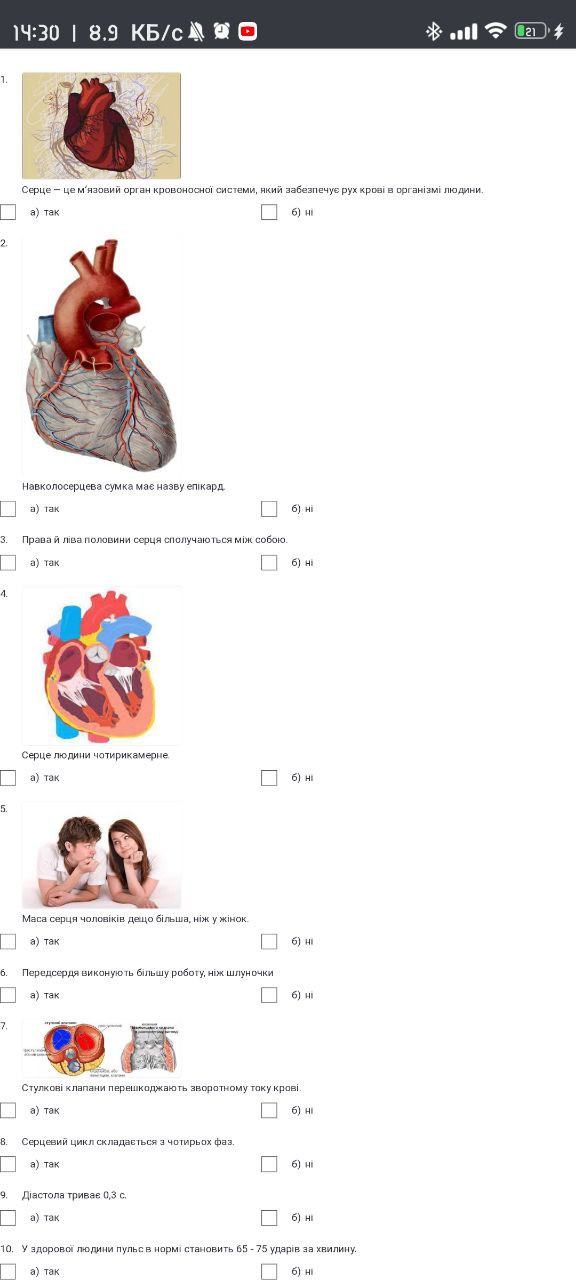 14:30 | 8.9 КБ/с
21
1.
Серце — це м'язовий орган кровоносної системи, який забезпечує рух крові в організмі людини.
а) так б) ні
2.
Навколосерцева сумка має назву епікард.
а) так б) ні
3. Права й ліва половини серця сполучаються між собою.
а) так б) ні
4.
Серце людини чотирикамерне.
а) так б) ні
5.
Маса серця чоловіків дещо більша, ніж у жінок.
а) так б) ні
6. Передсердя виконують більшу роботу, ніж шлуночки
а) так б) ні
7.
Стулкові клапани перешкоджають зворотному току крові.
а) так б) ні
8. Серцевий цикл складається з чотирьох фаз.
а) так б) ні
9. Діастола триває 0,3 с.
а) так б) ні
10. У здорової людини пульс в нормі становить 65 - 75 ударів за хвилину.
а) так б) ні